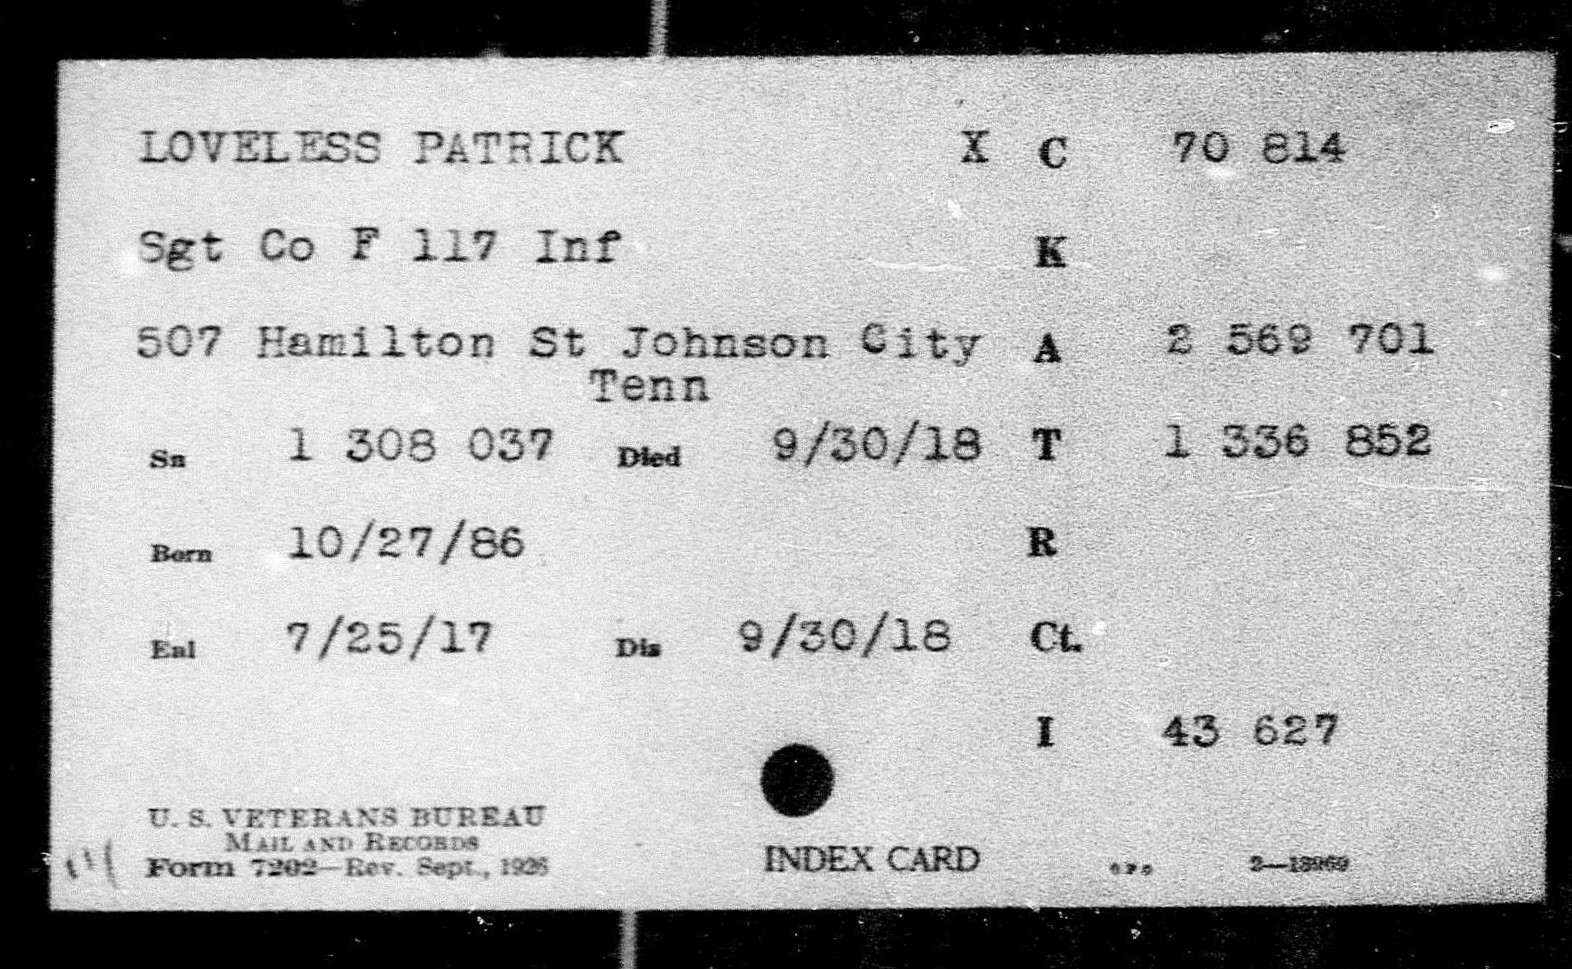 LOVELESS PATRICK X C 70 814
Sgt Co F 117 Inf K
507 Hamilton St Johnson City A 2 569 701
Tenn
Sn 1 308 037 Died 9/30/18 T 1 336 852
Born 10/27/86 R
Enl 7/25/17 Dis 9/30/18 Ct.
I 43 627
U. S. VETERANS BUREAU
MAIL AND RECORDS
Form 7202—Rev. Sept., 1926 INDEX CARD GPO